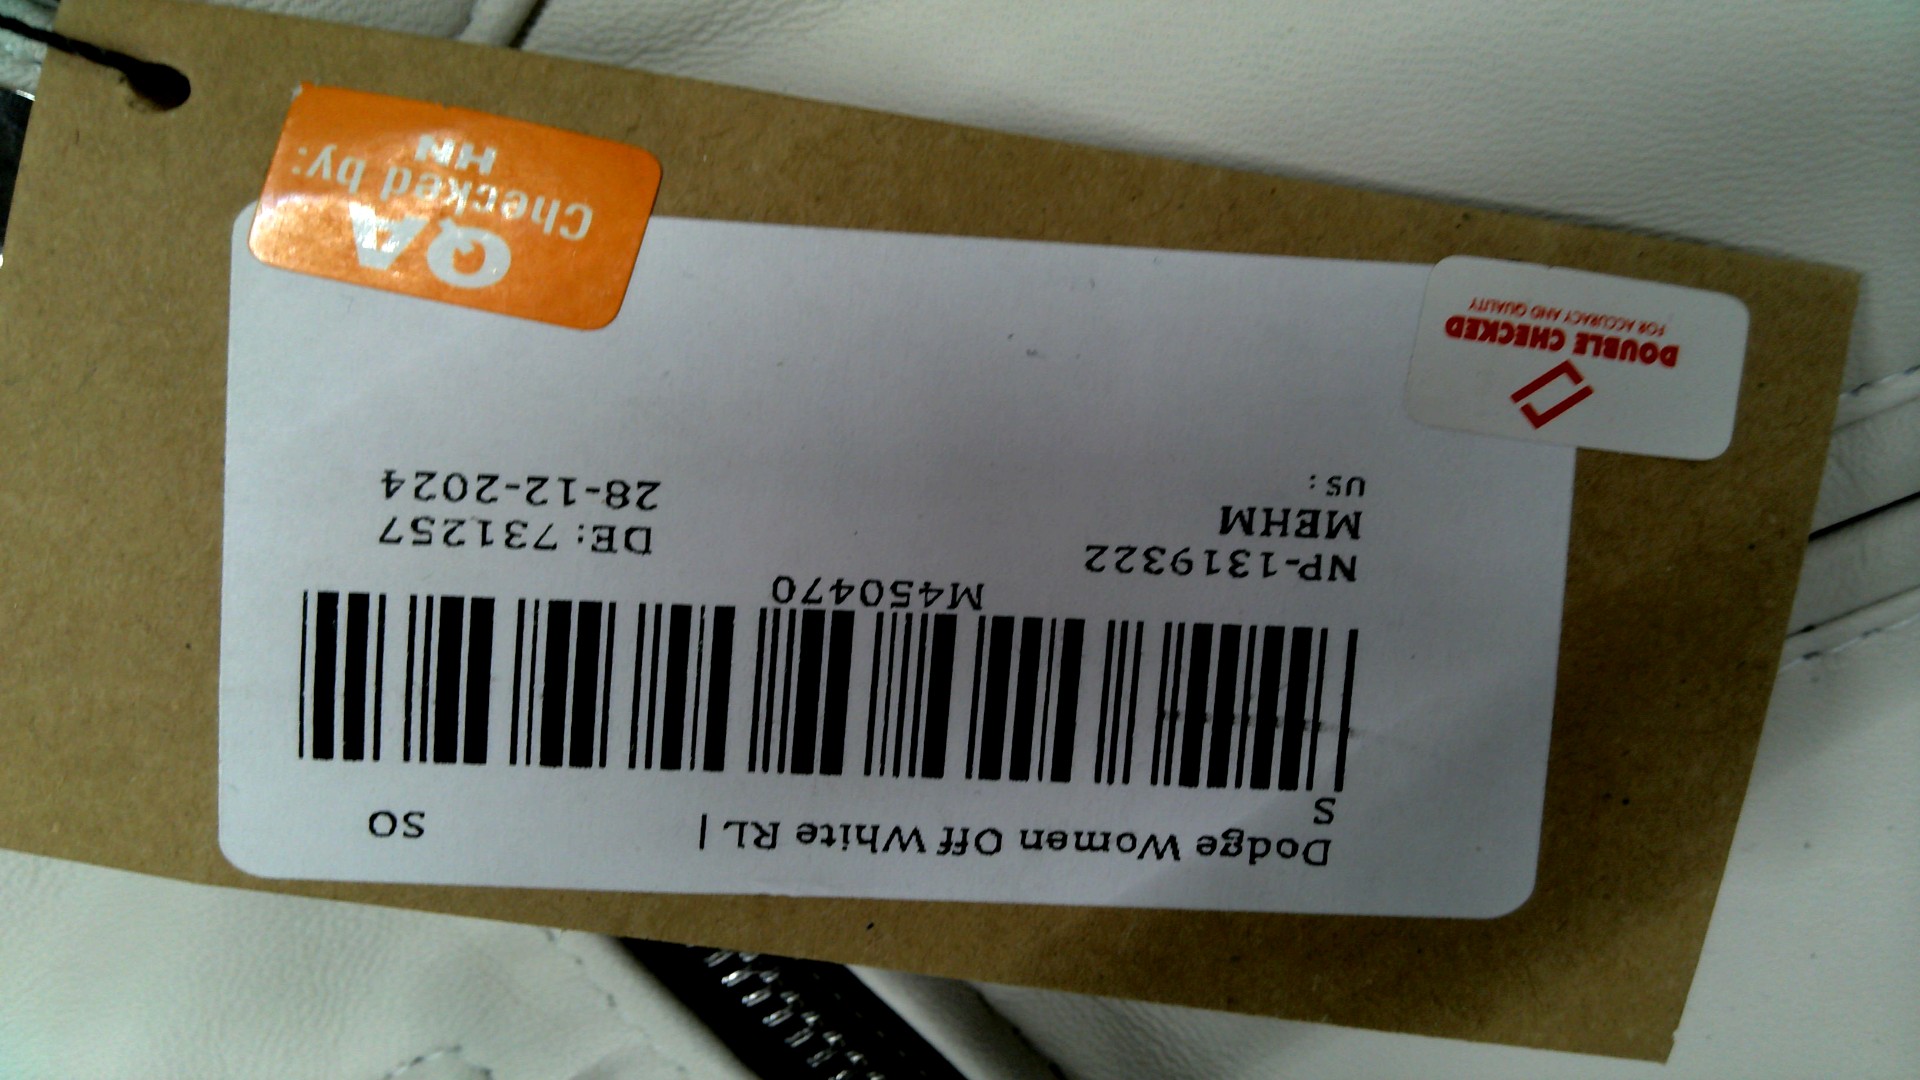 Dodge Women Off White RL | SO
S
M450470
NP-1319322 DE: 731257
MEHM 28-12-2024
US:
DOUBLE CHECKED
FOR ACCURACY AND QUALITY
QA
Checked by:
HN